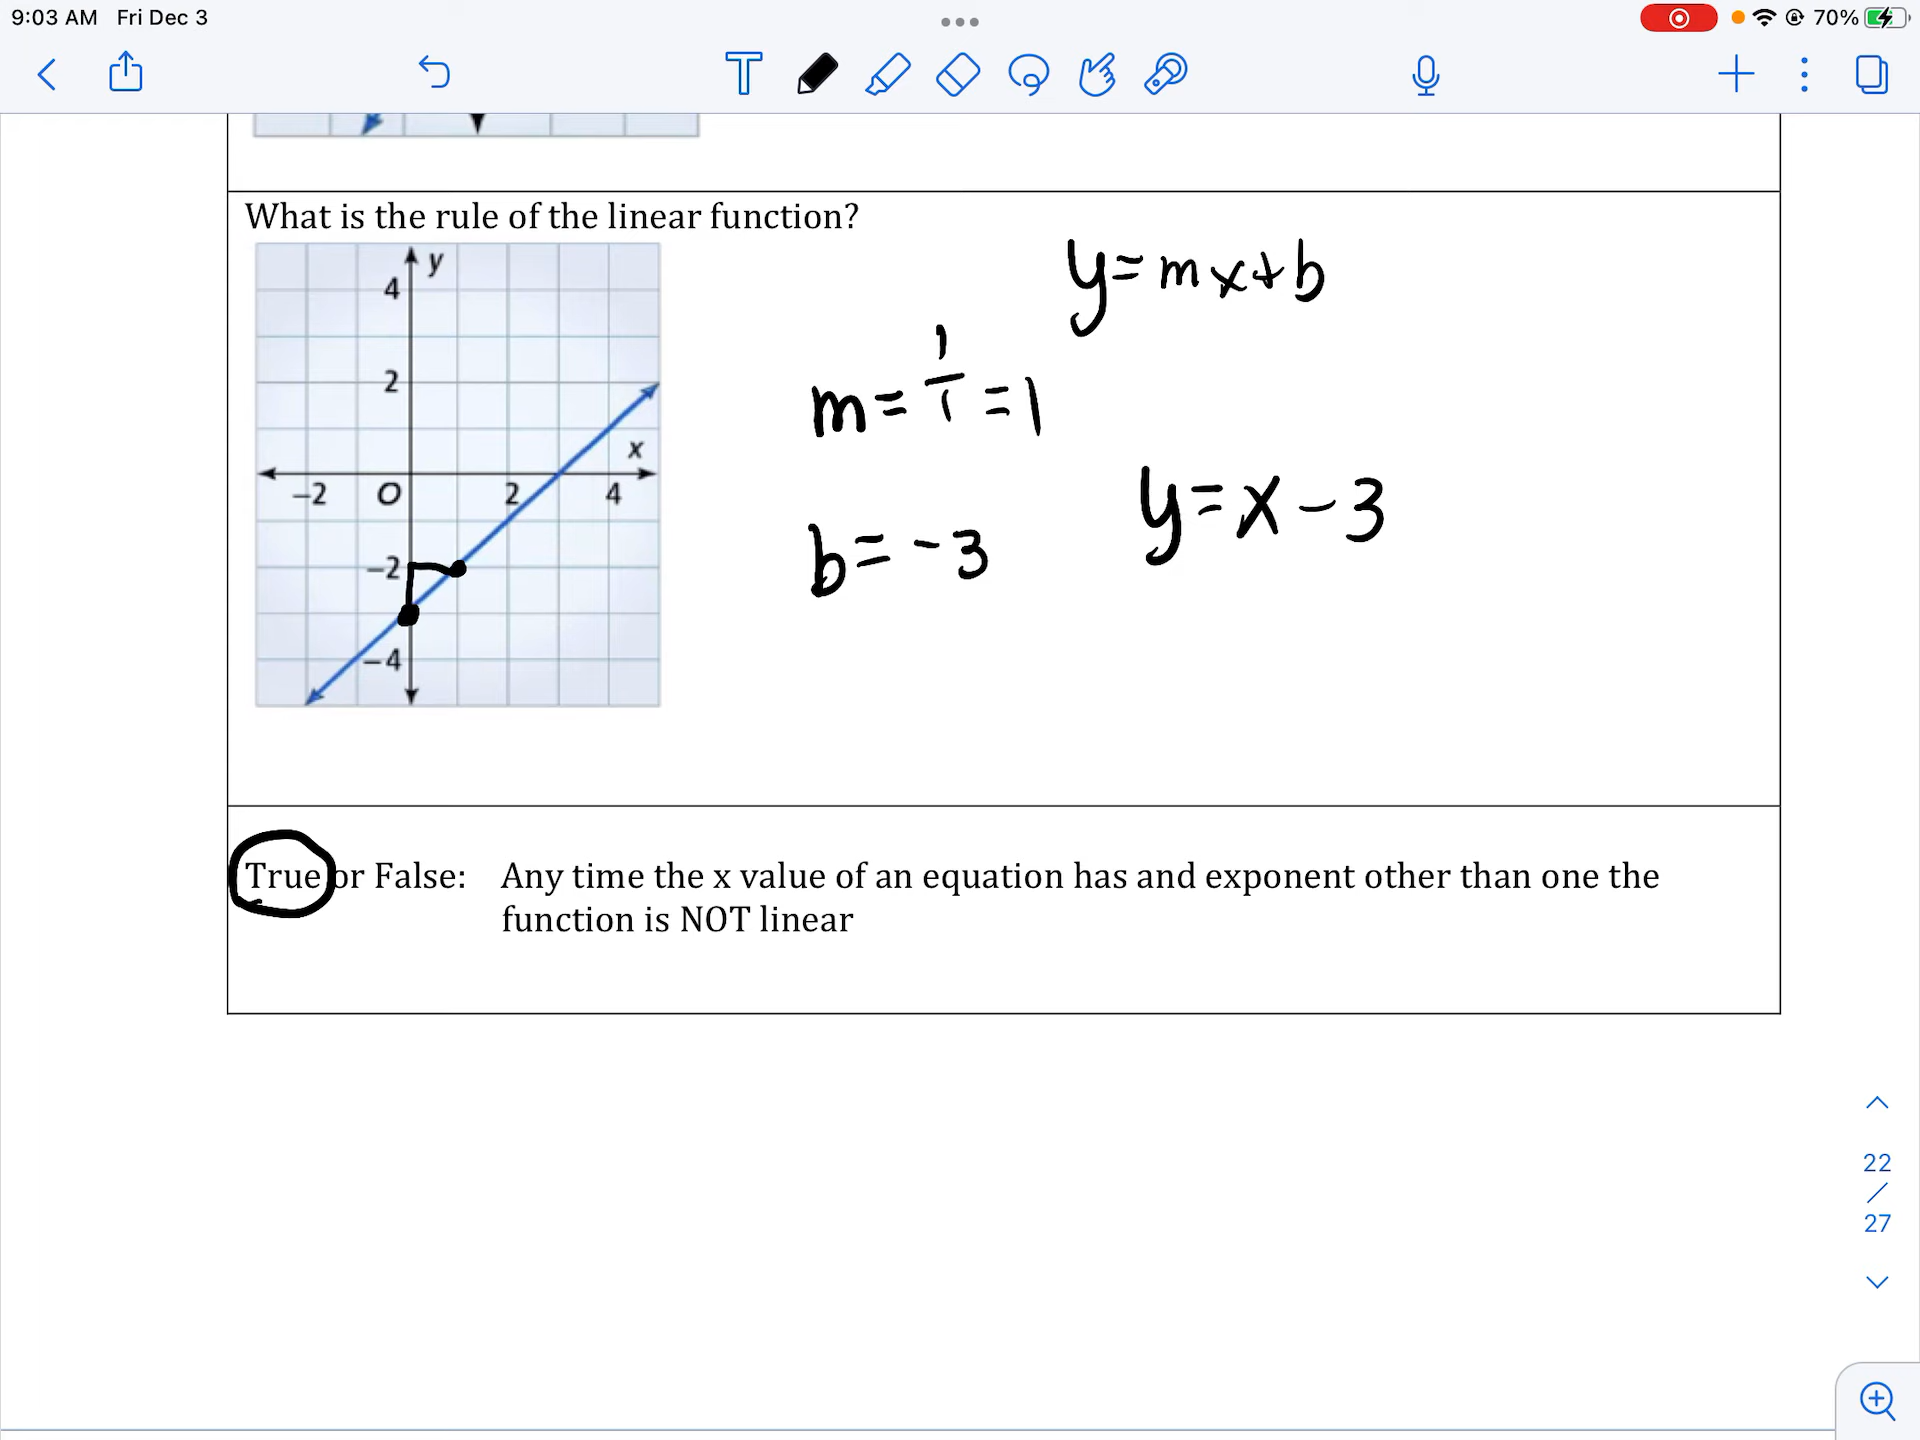 9:03 AM Fri Dec 3
70%
T
What is the rule of the linear function?
y
4
2
x
-2 O 2 4
-2
-4
y=mx+b
m=1/1=1
b=-3
y=x-3
True or False: Any time the x value of an equation has and exponent other than one the
function is NOT linear
22
/
27